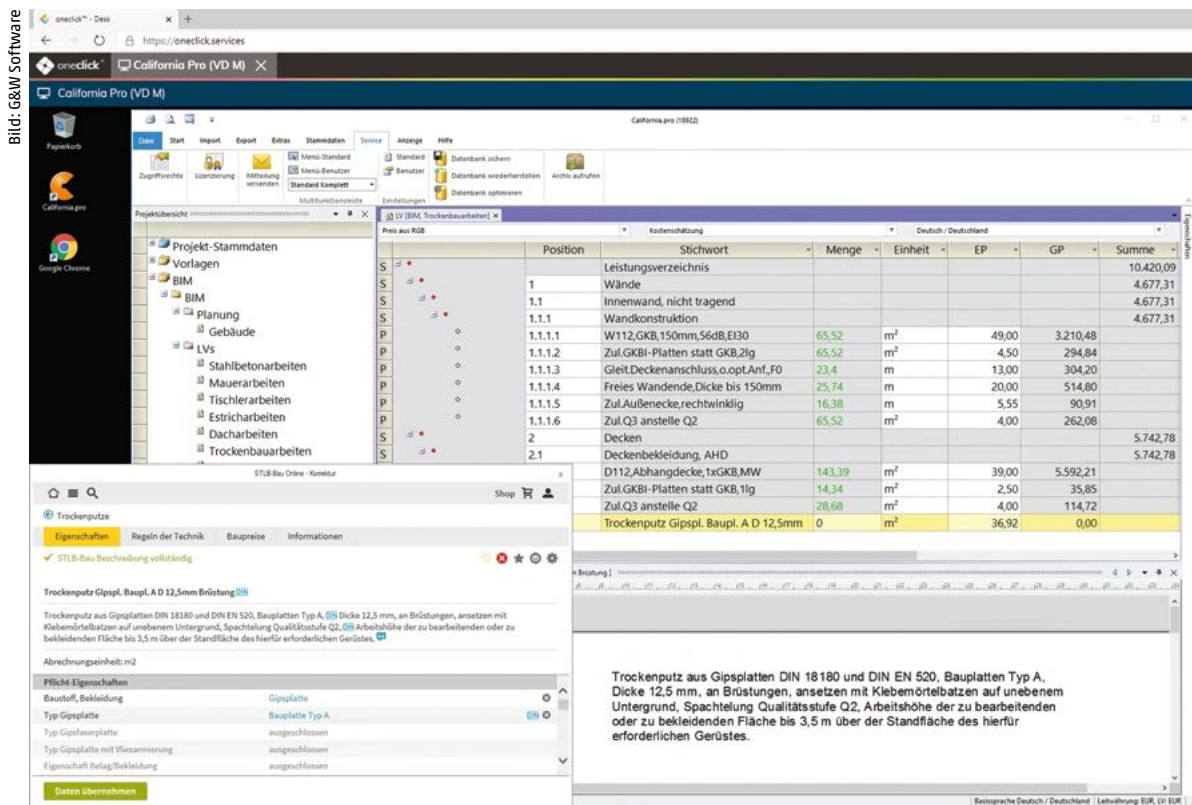 Bild: G&W Software
oneclick™ - Desk
https://oneclick.services
oneclick™ California Pro (VD M)
California Pro (VD M)
Papierkorb
California.pro
Google Chrome
California.pro (18922)
Datei Start Import Export Extras Stammdaten Service Anzeige Hilfe
Zugriffsrechte Lizenzierung Mitteilung versenden
Menü-Standard
Menü-Benutzer
Standard Komplett
Multifunktionsleiste
Standard
Benutzer
Einstellungen
Datenbank sichern
Datenbank wiederherstellen
Datenbank optimieren
Archiv aufrufen
Projektübersicht
Projekt-Stammdaten
Vorlagen
BIM
BIM
Planung
Gebäude
LVs
Stahlbetonarbeiten
Mauerarbeiten
Tischlerarbeiten
Estricharbeiten
Dacharbeiten
Trockenbauarbeiten
LV [BIM, Trockenbauarbeiten]
Eigenschaften
Preis aus RGB Kostenschätzung Deutsch / Deutschland
Position Stichwort Menge Einheit EP GP Summe
S Leistungsverzeichnis 10.420,09
S 1 Wände 4.677,31
S 1.1 Innenwand, nicht tragend 4.677,31
S 1.1.1 Wandkonstruktion 4.677,31
P 1.1.1.1 W112,GKB,150mm,56dB,EI30 65,52 m² 49,00 3.210,48
P 1.1.1.2 Zul.GKBI-Platten statt GKB,2lg 65,52 m² 4,50 294,84
P 1.1.1.3 Gleit.Deckenanschluss,o.opt.Anf.,F0 23,4 m 13,00 304,20
P 1.1.1.4 Freies Wandende,Dicke bis 150mm 25,74 m 20,00 514,80
P 1.1.1.5 Zul.Außenecke,rechtwinklig 16,38 m 5,55 90,91
P 1.1.1.6 Zul.Q3 anstelle Q2 65,52 m² 4,00 262,08
S 2 Decken 5.742,78
S 2.1 Deckenbekleidung, AHD 5.742,78
D112,Abhangdecke,1xGKB,MW 143,39 m² 39,00 5.592,21
Zul.GKBI-Platten statt GKB,1lg 14,34 m² 2,50 35,85
Zul.Q3 anstelle Q2 28,68 m² 4,00 114,72
Trockenputz Gipspl. Baupl. A D 12,5mm 0 m² 36,92 0,00
STLB-Bau Online - Korrektur
Shop
Trockenputze
Eigenschaften Regeln der Technik Baupreise Informationen
STLB-Bau Beschreibung vollständig
Trockenputz Gipspl. Baupl. A D 12,5mm Brüstung DIN
Trockenputz aus Gipsplatten DIN 18180 und DIN EN 520, Bauplatten Typ A, DIN Dicke 12,5 mm, an Brüstungen, ansetzen mit
Klebemörtelbatzen auf unebenem Untergrund, Spachtelung Qualitätsstufe Q2, DIN Arbeitshöhe der zu bearbeitenden oder zu
bekleidenden Fläche bis 3,5 m über der Standfläche des hierfür erforderlichen Gerüstes.
Abrechnungseinheit: m2
Pflicht-Eigenschaften
Baustoff, Bekleidung Gipsplatte
Typ Gipsplatte Bauplatte Typ A DIN
Typ Gipsfaserplatte ausgeschlossen
Typ Gipsplatte mit Vliesarmierung ausgeschlossen
Eigenschaft Belag/Bekleidung ausgeschlossen
Daten übernehmen
Brüstung ]
Trockenputz aus Gipsplatten DIN 18180 und DIN EN 520, Bauplatten Typ A,
Dicke 12,5 mm, an Brüstungen, ansetzen mit Klebemörtelbatzen auf unebenem
Untergrund, Spachtelung Qualitätsstufe Q2, Arbeitshöhe der zu bearbeitenden
oder zu bekleidenden Fläche bis 3,5 m über der Standfläche des hierfür
erforderlichen Gerüstes.
Basissprache Deutsch / Deutschland Leitwährung: EUR, LV: EUR